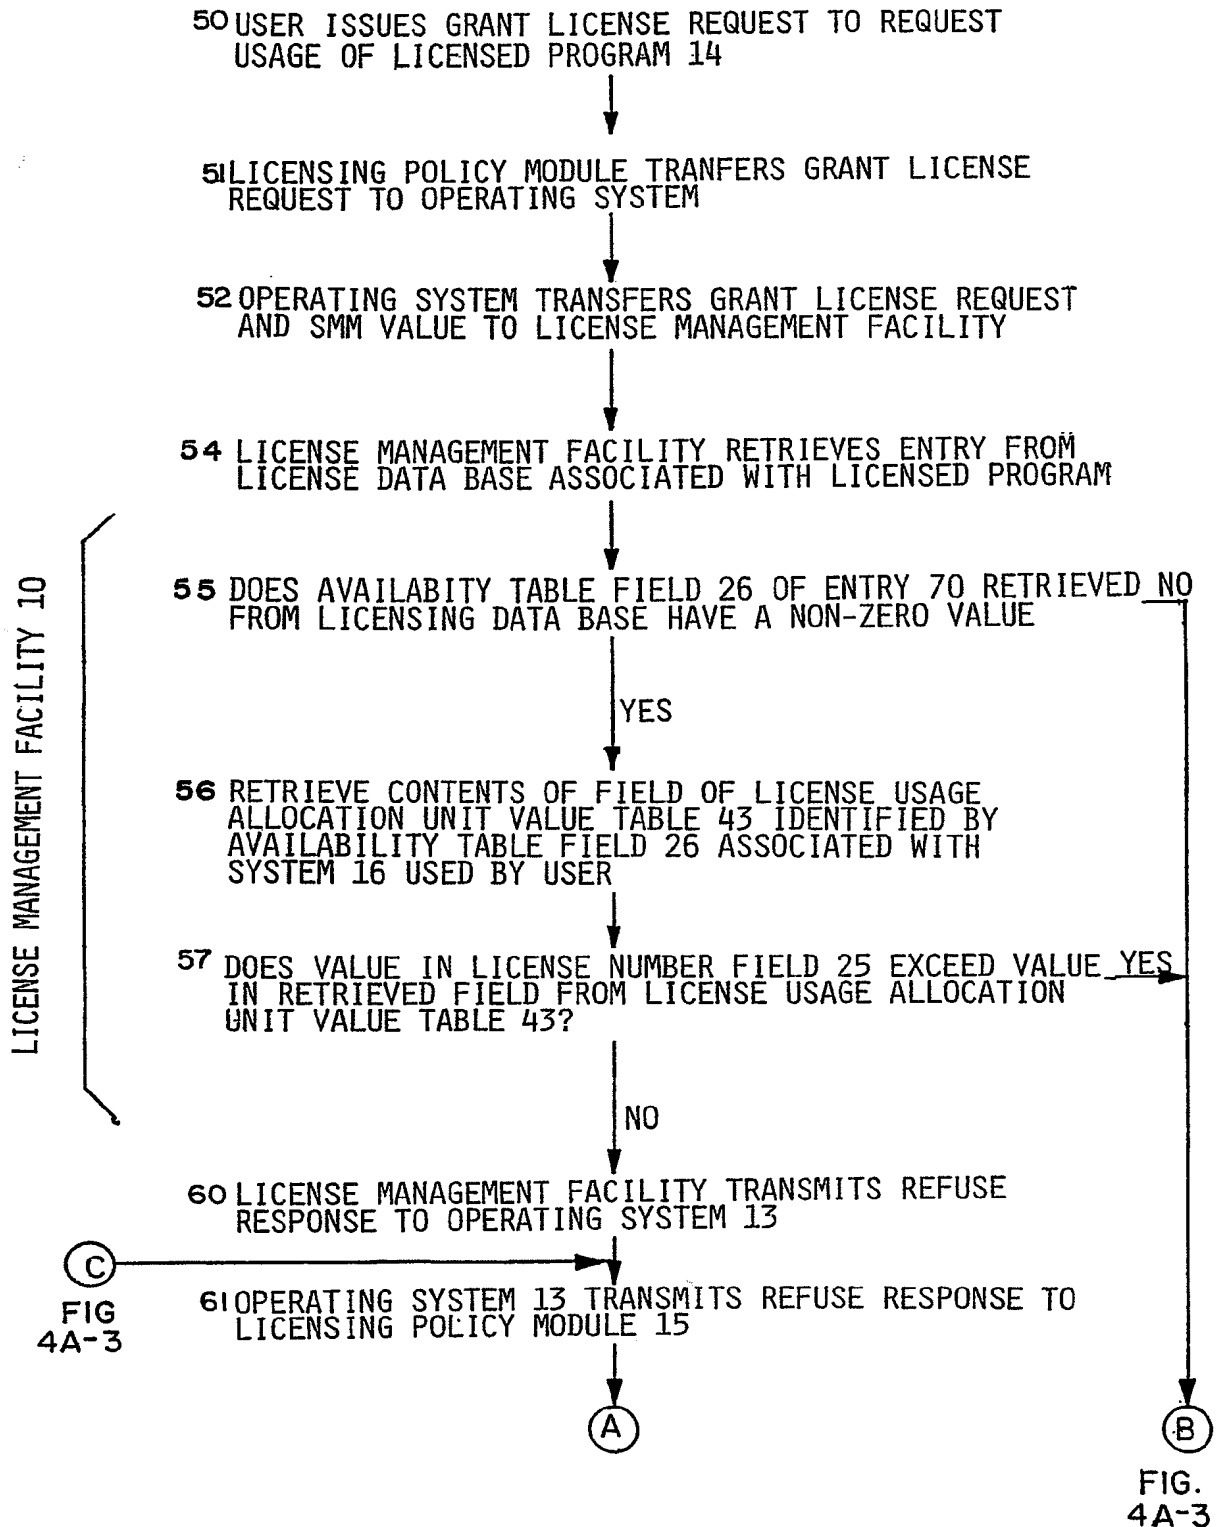 50 USER ISSUES GRANT LICENSE REQUEST TO REQUEST
USAGE OF LICENSED PROGRAM 14
51 LICENSING POLICY MODULE TRANFERS GRANT LICENSE
REQUEST TO OPERATING SYSTEM
52 OPERATING SYSTEM TRANSFERS GRANT LICENSE REQUEST
AND SMM VALUE TO LICENSE MANAGEMENT FACILITY
54 LICENSE MANAGEMENT FACILITY RETRIEVES ENTRY FROM
LICENSE DATA BASE ASSOCIATED WITH LICENSED PROGRAM
LICENSE MANAGEMENT FACILITY 10
55 DOES AVAILABITY TABLE FIELD 26 OF ENTRY 70 RETRIEVED NO
FROM LICENSING DATA BASE HAVE A NON-ZERO VALUE
YES
56 RETRIEVE CONTENTS OF FIELD OF LICENSE USAGE
ALLOCATION UNIT VALUE TABLE 43 IDENTIFIED BY
AVAILABILITY TABLE FIELD 26 ASSOCIATED WITH
SYSTEM 16 USED BY USER
57 DOES VALUE IN LICENSE NUMBER FIELD 25 EXCEED VALUE YES
IN RETRIEVED FIELD FROM LICENSE USAGE ALLOCATION
UNIT VALUE TABLE 43?
NO
60 LICENSE MANAGEMENT FACILITY TRANSMITS REFUSE
RESPONSE TO OPERATING SYSTEM 13
C
FIG
4A-3
61 OPERATING SYSTEM 13 TRANSMITS REFUSE RESPONSE TO
LICENSING POLICY MODULE 15
A
B
FIG.
4A-3